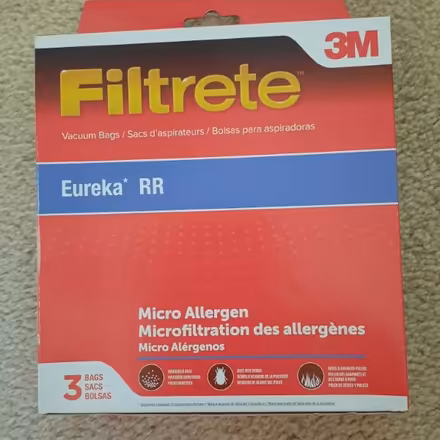 3M
Filtrete™
Vacuum Bags / Sacs d'aspirateurs / Bolsas para aspiradoras
Eureka* RR
Micro Allergen
Microfiltration des allergènes
Micro Alérgenos
3 BAGS
SACS
BOLSAS